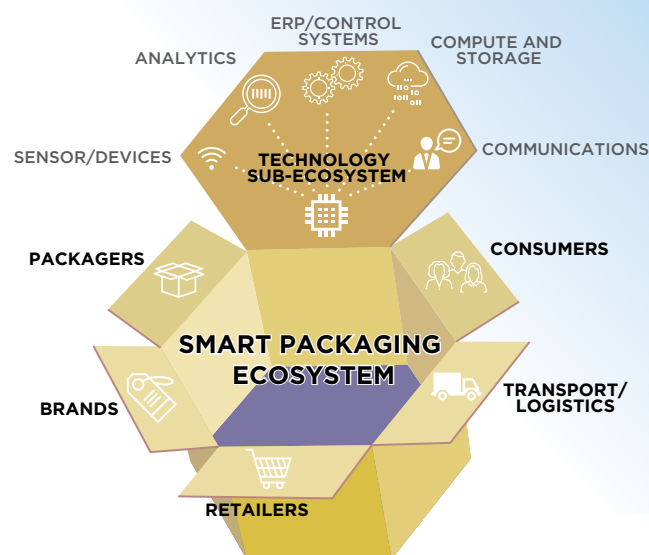 ERP/CONTROL
SYSTEMS
ANALYTICS
COMPUTE AND
STORAGE
SENSOR/DEVICES
COMMUNICATIONS
TECHNOLOGY
SUB-ECOSYSTEM
PACKAGERS
CONSUMERS
SMART PACKAGING
ECOSYSTEM
BRANDS
TRANSPORT/
LOGISTICS
RETAILERS